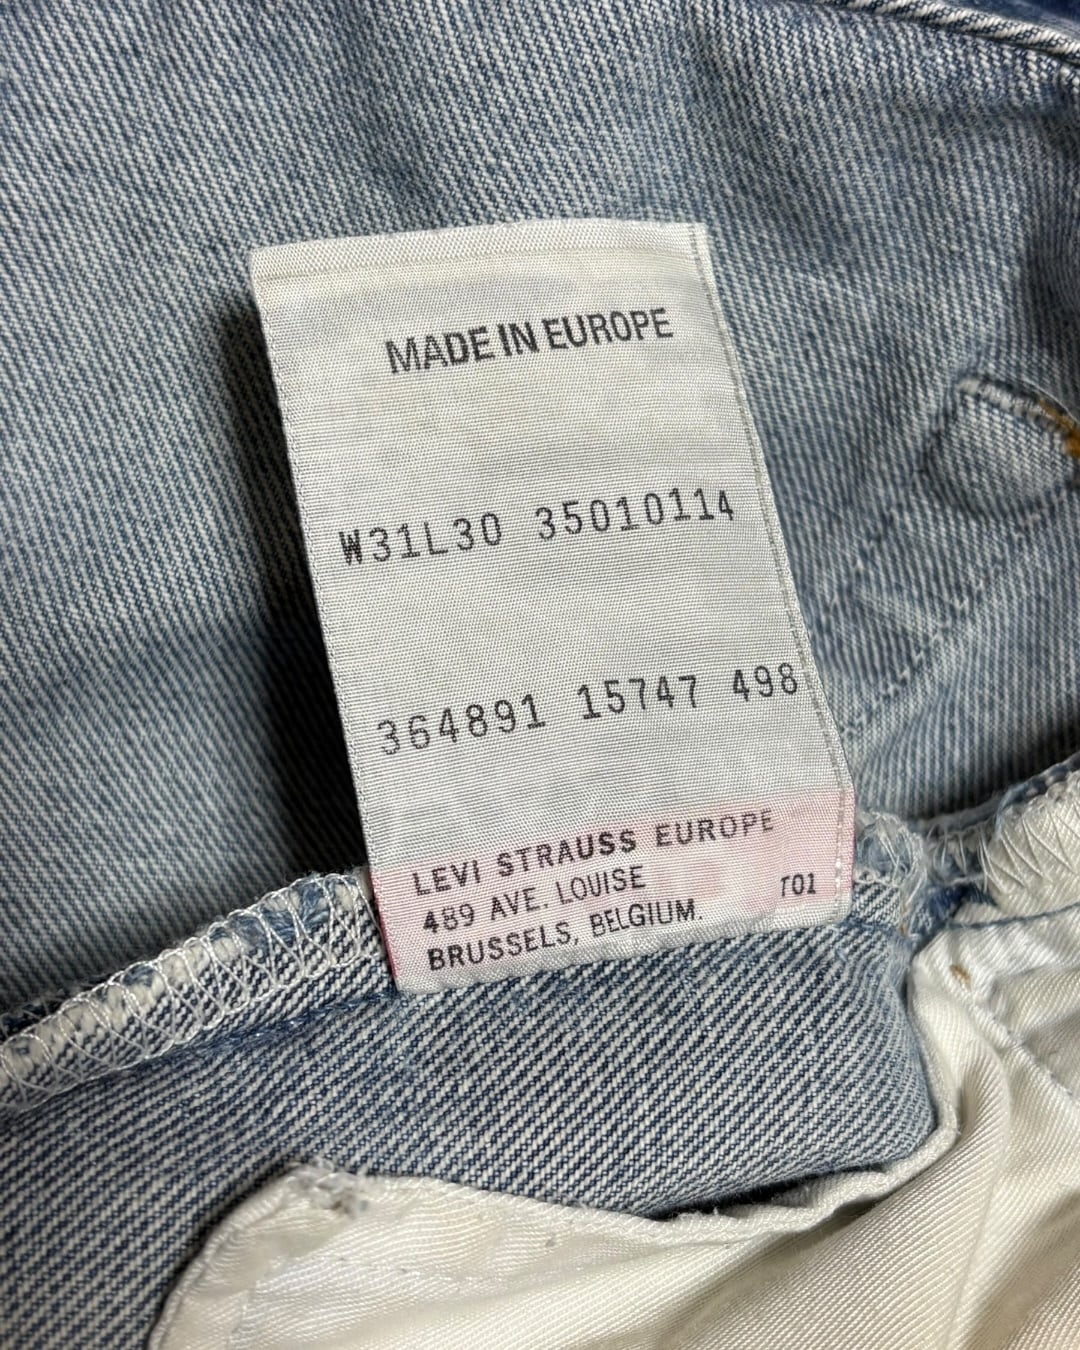 MADE IN EUROPE
W31L30 35010114
364891 15747 498
LEVI STRAUSS EUROPE
489 AVE. LOUISE
T01
BRUSSELS, BELGIUM.